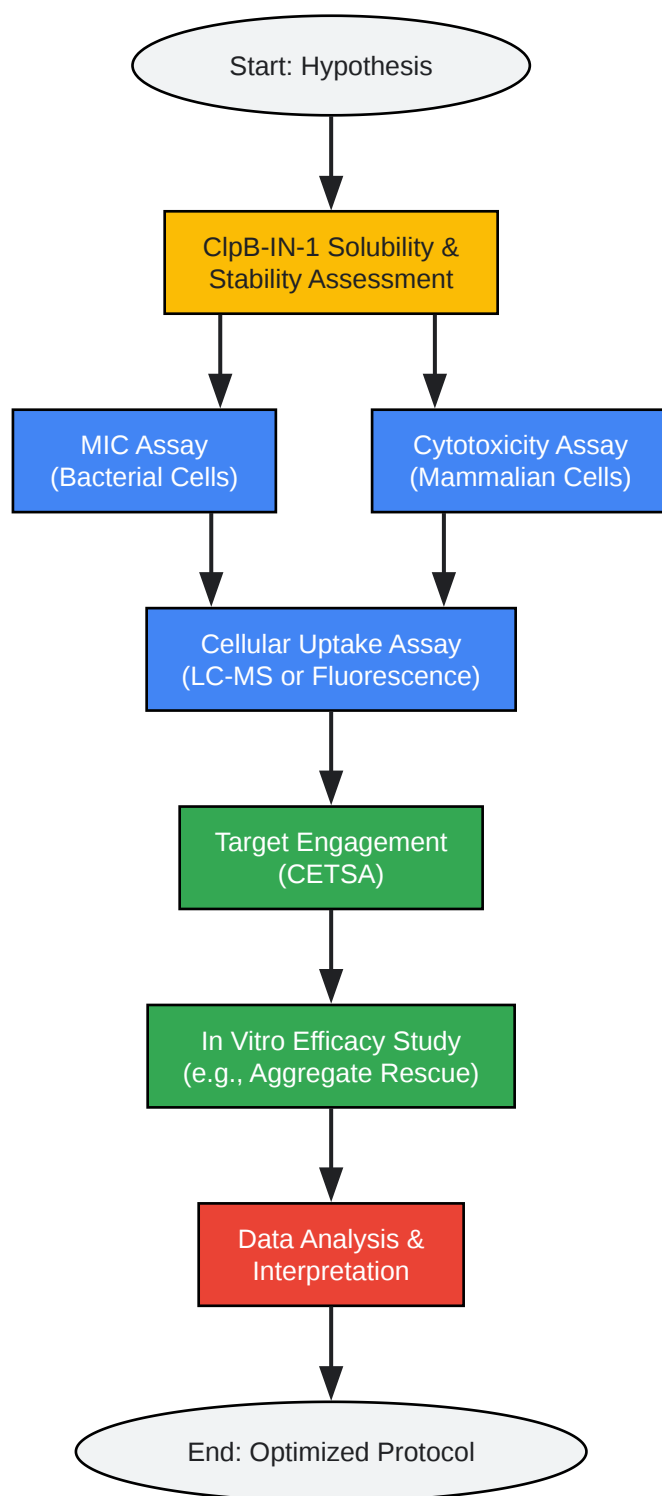 Start: Hypothesis
ClpB-IN-1 Solubility &
Stability Assessment
MIC Assay
(Bacterial Cells)
Cytotoxicity Assay
(Mammalian Cells)
Cellular Uptake Assay
(LC-MS or Fluorescence)
Target Engagement
(CETSA)
In Vitro Efficacy Study
(e.g., Aggregate Rescue)
Data Analysis &
Interpretation
End: Optimized Protocol